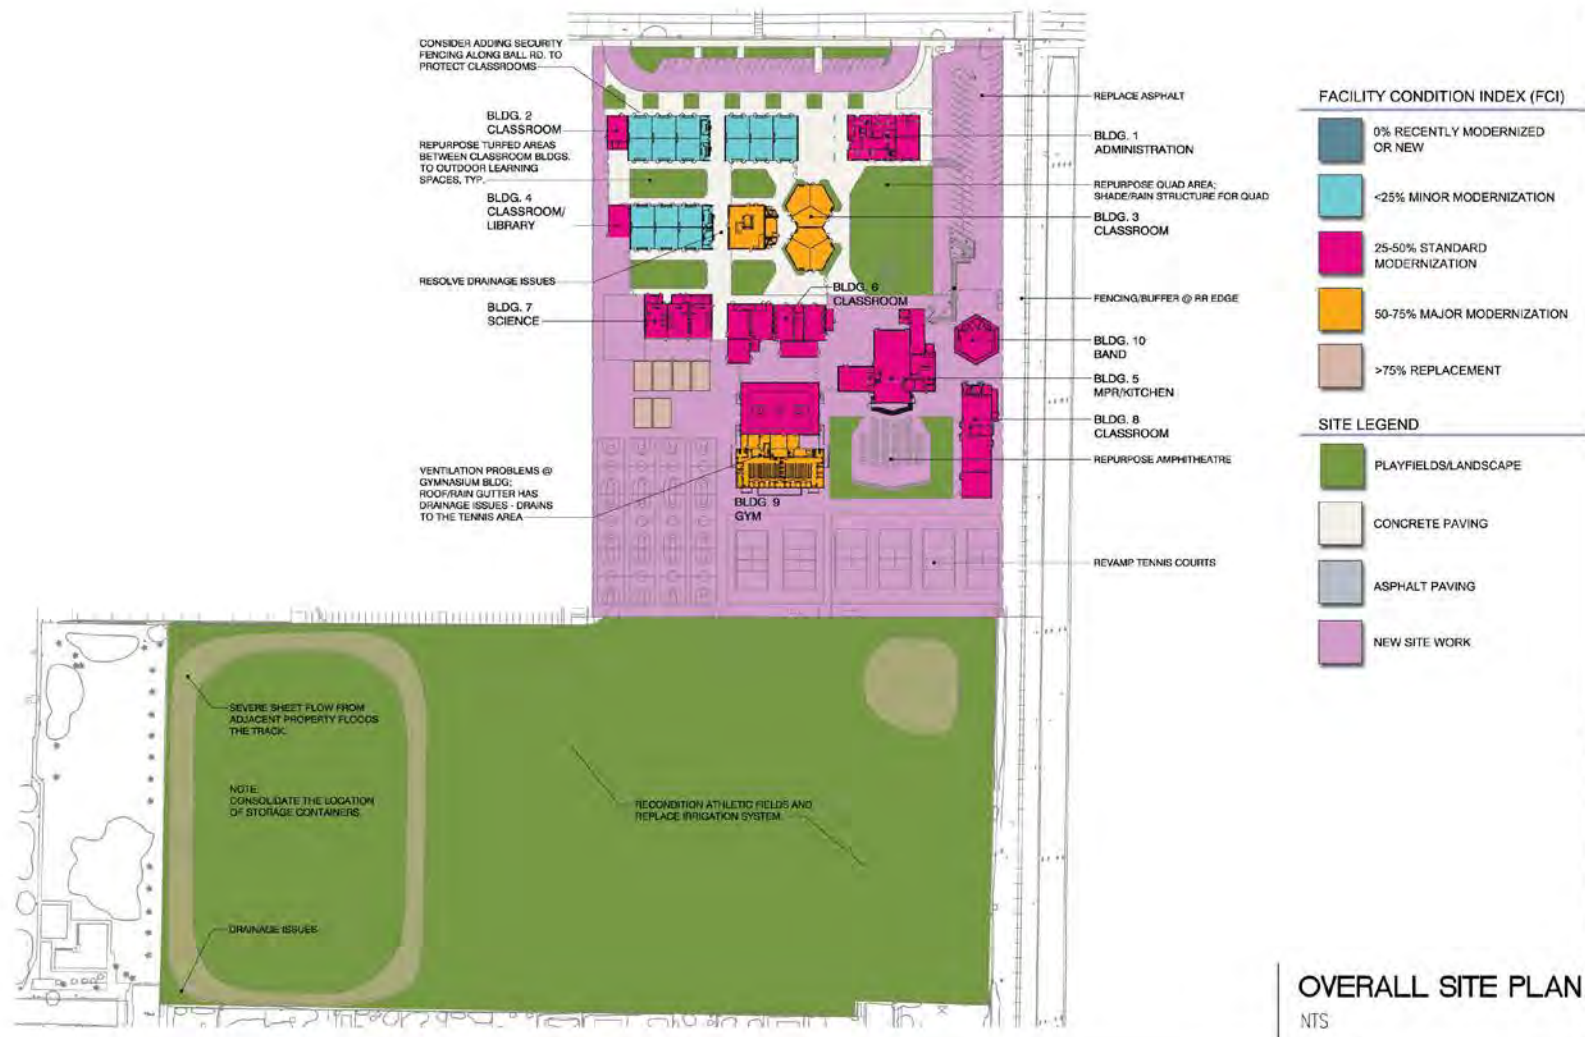 CONSIDER ADDING SECURITY
FENCING ALONG BALL RD. TO
PROTECT CLASSROOMS
BLDG. 2
CLASSROOM
REPURPOSE TURFED AREAS
BETWEEN CLASSROOM BLDGS.
TO OUTDOOR LEARNING
SPACES, TYP.
BLDG. 4
CLASSROOM/
LIBRARY
RESOLVE DRAINAGE ISSUES
BLDG. 7
SCIENCE
BLDG. 6
CLASSROOM
VENTILATION PROBLEMS @
GYMNASIUM BLDG;
ROOF/RAIN GUTTER HAS
DRAINAGE ISSUES - DRAINS
TO THE TENNIS AREA
BLDG. 9
GYM
REPLACE ASPHALT
BLDG. 1
ADMINISTRATION
REPURPOSE QUAD AREA;
SHADE/RAIN STRUCTURE FOR QUAD
BLDG. 3
CLASSROOM
FENCING/BUFFER @ RR EDGE
BLDG. 10
BAND
BLDG. 5
MPR/KITCHEN
BLDG. 8
CLASSROOM
REPURPOSE AMPHITHEATRE
REVAMP TENNIS COURTS
SEVERE SHEET FLOW FROM
ADJACENT PROPERTY FLOODS
THE TRACK.
NOTE:
CONSOLIDATE THE LOCATION
OF STORAGE CONTAINERS.
RECONDITION ATHLETIC FIELDS AND
REPLACE IRRIGATION SYSTEM.
DRAINAGE ISSUES
FACILITY CONDITION INDEX (FCI)
0% RECENTLY MODERNIZED
OR NEW
<25% MINOR MODERNIZATION
25-50% STANDARD
MODERNIZATION
50-75% MAJOR MODERNIZATION
>75% REPLACEMENT
SITE LEGEND
PLAYFIELDS/LANDSCAPE
CONCRETE PAVING
ASPHALT PAVING
NEW SITE WORK
OVERALL SITE PLAN
NTS